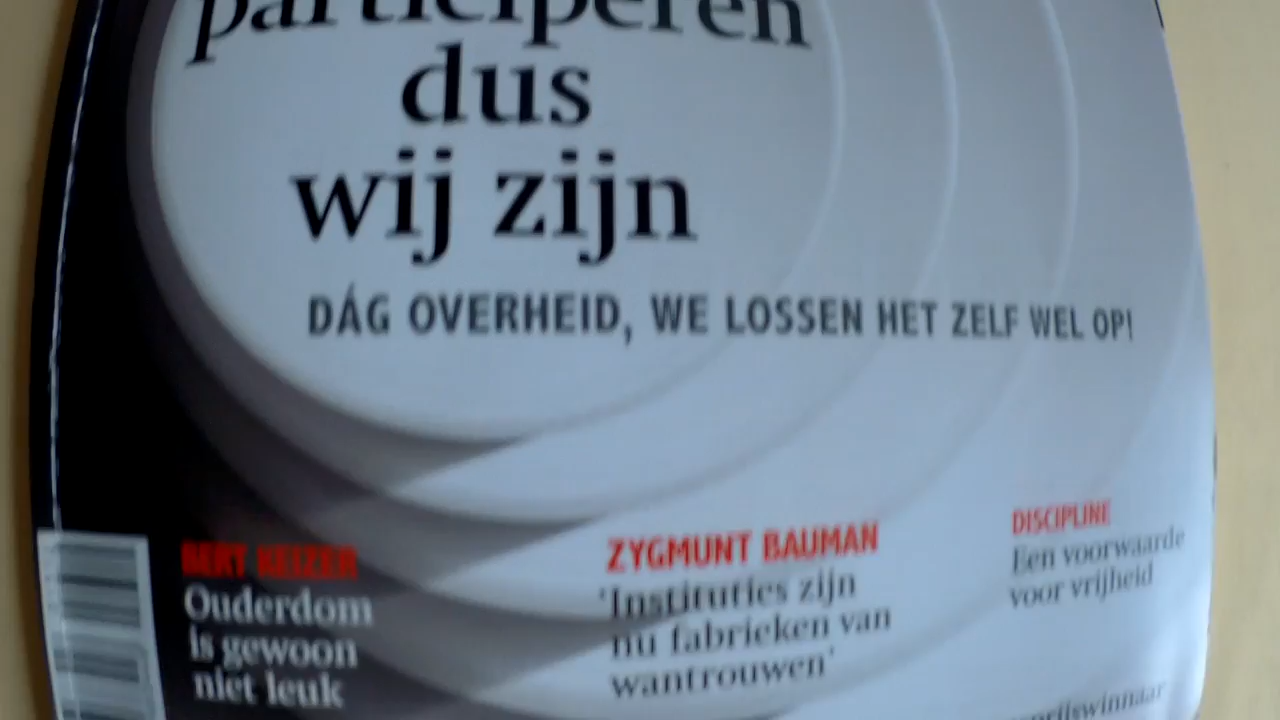 participeren
dus
wij zijn
DÁG OVERHEID, WE LOSSEN HET ZELF WEL OP!
BERT KEIZER
Ouderdom
is gewoon
niet leuk
ZYGMUNT BAUMAN
'Instituties zijn
nu fabrieken van
wantrouwen'
DISCIPLINE
Een voorwaarde
voor vrijheid